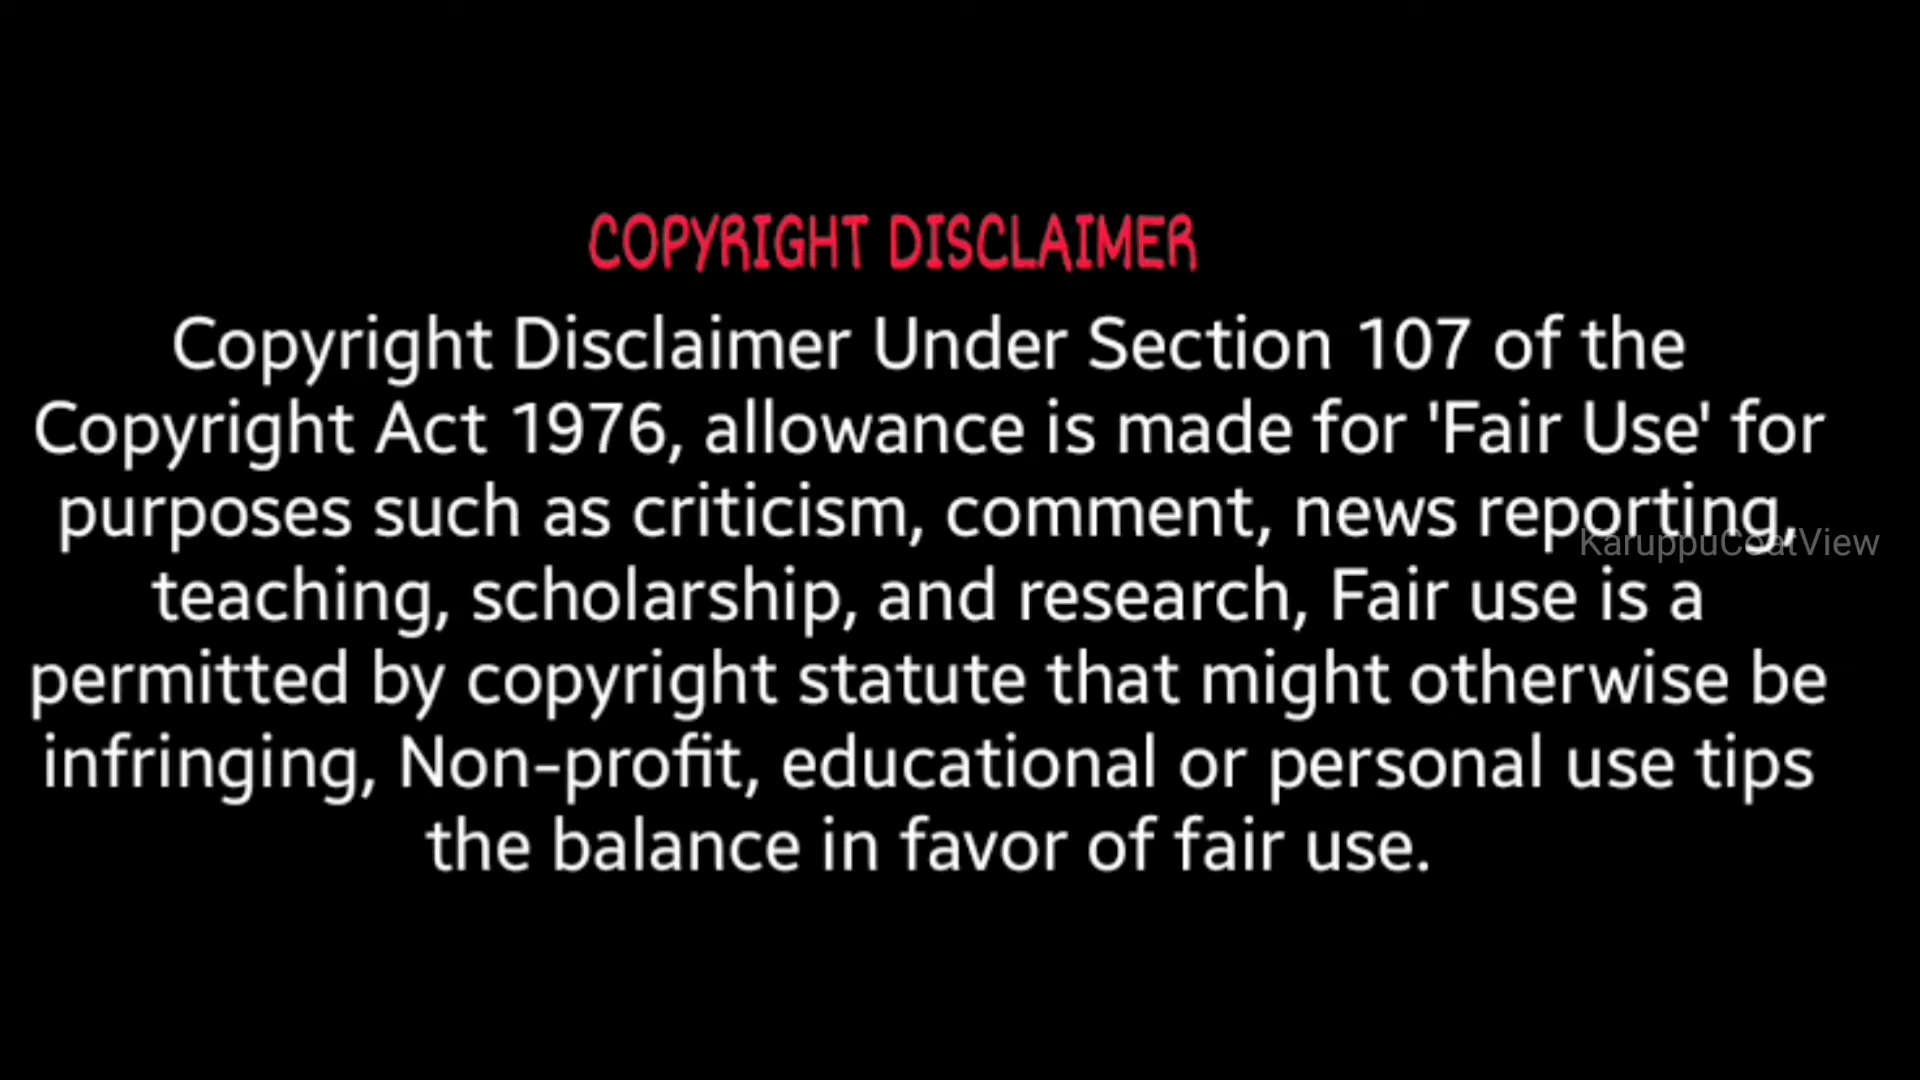 COPYRIGHT DISCLAIMER
Copyright Disclaimer Under Section 107 of the
Copyright Act 1976, allowance is made for 'Fair Use' for
purposes such as criticism, comment, news reporting,
KaruppuCoatView
teaching, scholarship, and research, Fair use is a
permitted by copyright statute that might otherwise be
infringing, Non-profit, educational or personal use tips
the balance in favor of fair use.